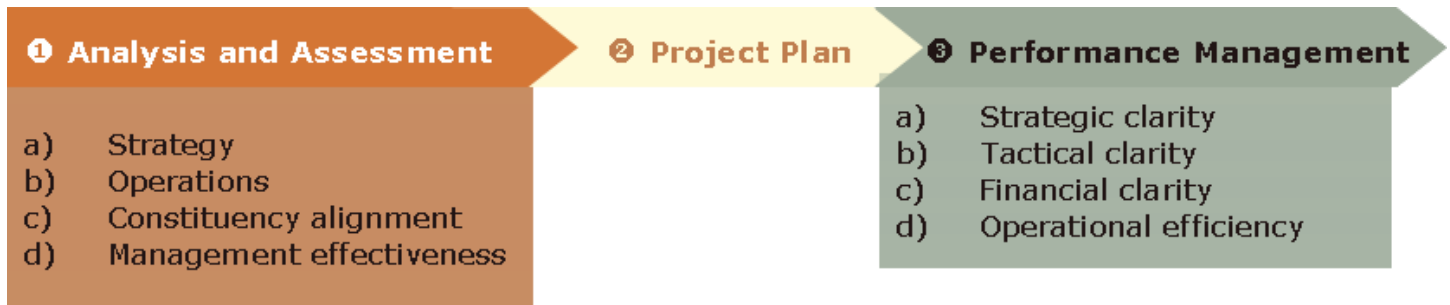 ❶ Analysis and Assessment
❷ Project Plan
❸ Performance Management
a) Strategy
b) Operations
c) Constituency alignment
d) Management effectiveness
a) Strategic clarity
b) Tactical clarity
c) Financial clarity
d) Operational efficiency